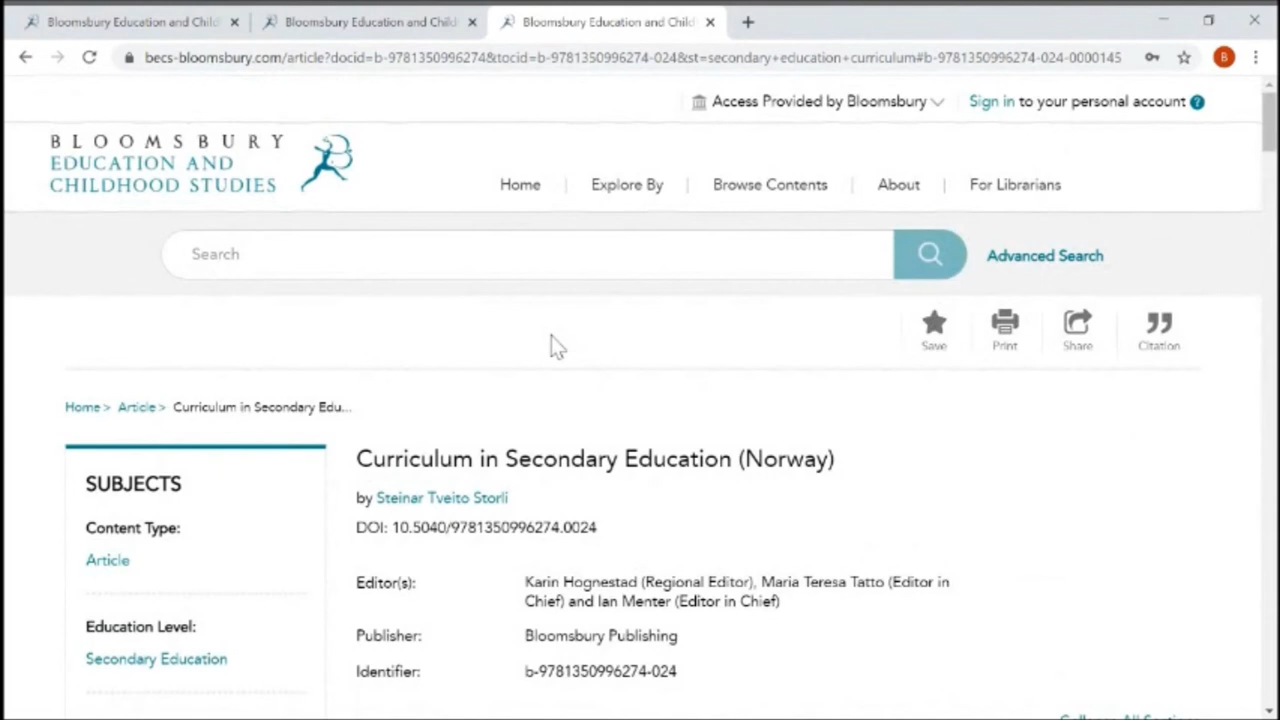 Bloomsbury Education and Child
Bloomsbury Education and Child
Bloomsbury Education and Child
becs-bloomsbury.com/article?docid=b-9781350996274&tocid=b-9781350996274-024&st=secondary+education+curriculum#b-9781350996274-024-0000145
B
Access Provided by Bloomsbury
Sign in to your personal account ?
BLOOMSBURY
EDUCATION AND
CHILDHOOD STUDIES
Home
Explore By
Browse Contents
About
For Librarians
Search
Advanced Search
Save
Print
Share
Citation
Home > Article > Curriculum in Secondary Edu...
SUBJECTS
Content Type:
Article
Education Level:
Secondary Education
Curriculum in Secondary Education (Norway)
by Steinar Tveito Storli
DOI: 10.5040/9781350996274.0024
Editor(s):
Karin Hognestad (Regional Editor), Maria Teresa Tatto (Editor in
Chief) and Ian Menter (Editor in Chief)
Publisher:
Bloomsbury Publishing
Identifier:
b-9781350996274-024